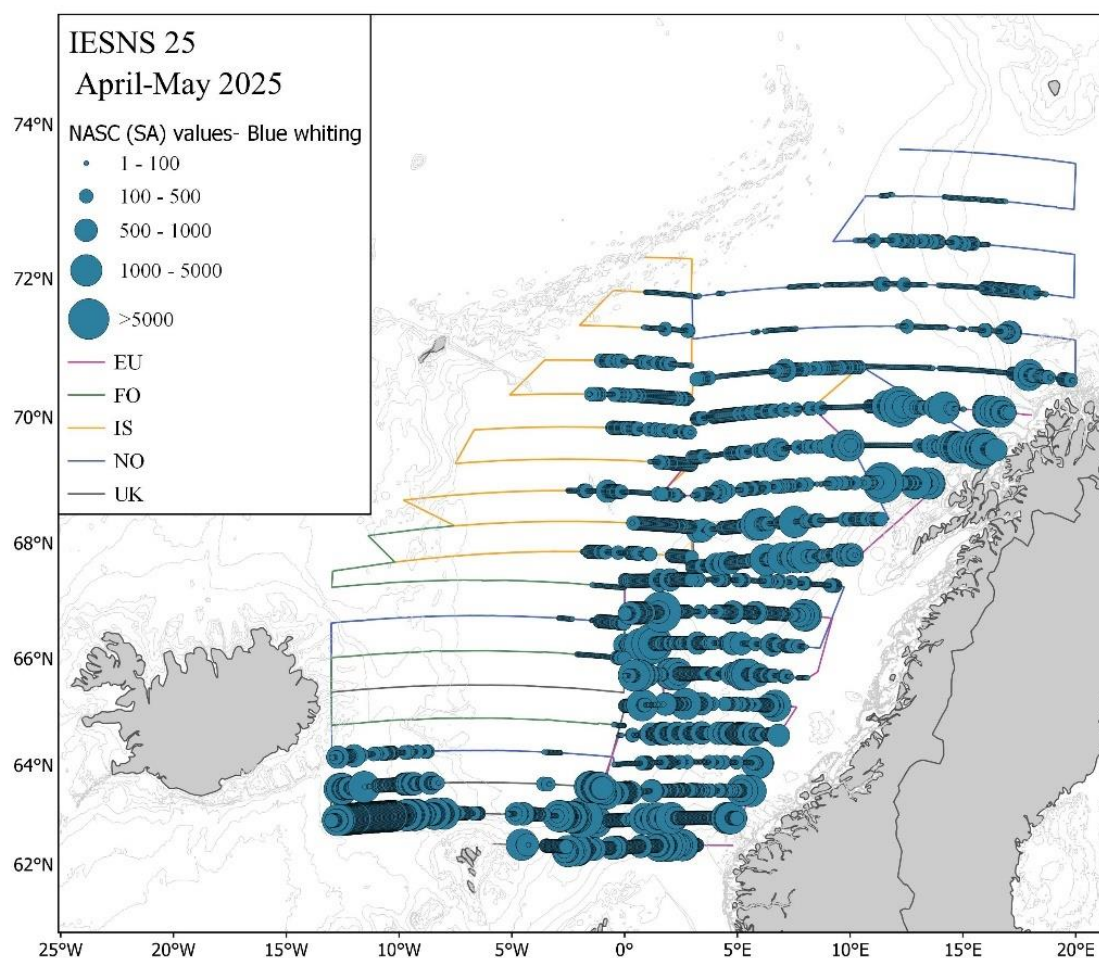 IESNS 25
April-May 2025
NASC (SA) values- Blue whiting
1 - 100
100 - 500
500 - 1000
1000 - 5000
>5000
EU
FO
IS
NO
UK
74°N
72°N
70°N
68°N
66°N
64°N
62°N
25°W 20°W 15°W 10°W 5°W 0° 5°E 10°E 15°E 20°E